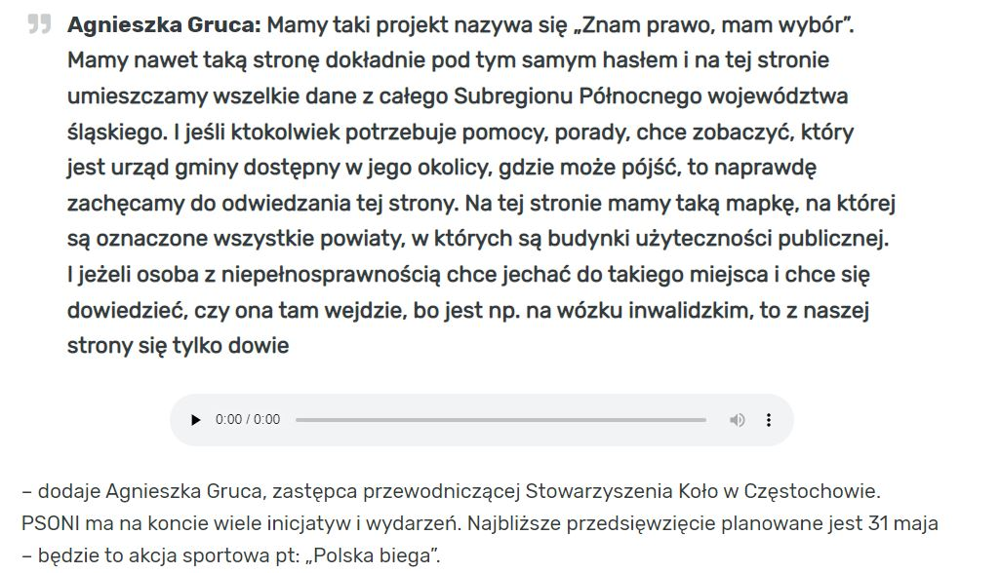 Agnieszka Gruca: Mamy taki projekt nazywa się „Znam prawo, mam wybór”.
Mamy nawet taką stronę dokładnie pod tym samym hasłem i na tej stronie
umieszczamy wszelkie dane z całego Subregionu Północnego województwa
śląskiego. I jeśli ktokolwiek potrzebuje pomocy, porady, chce zobaczyć, który
jest urząd gminy dostępny w jego okolicy, gdzie może pójść, to naprawdę
zachęcamy do odwiedzania tej strony. Na tej stronie mamy taką mapkę, na której
są oznaczone wszystkie powiaty, w których są budynki użyteczności publicznej.
I jeżeli osoba z niepełnosprawnością chce jechać do takiego miejsca i chce się
dowiedzieć, czy ona tam wejdzie, bo jest np. na wózku inwalidzkim, to z naszej
strony się tylko dowie
0:00 / 0:00
– dodaje Agnieszka Gruca, zastępca przewodniczącej Stowarzyszenia Koło w Częstochowie.
PSONI ma na koncie wiele inicjatyw i wydarzeń. Najbliższe przedsięwzięcie planowane jest 31 maja
– będzie to akcja sportowa pt: „Polska biega”.